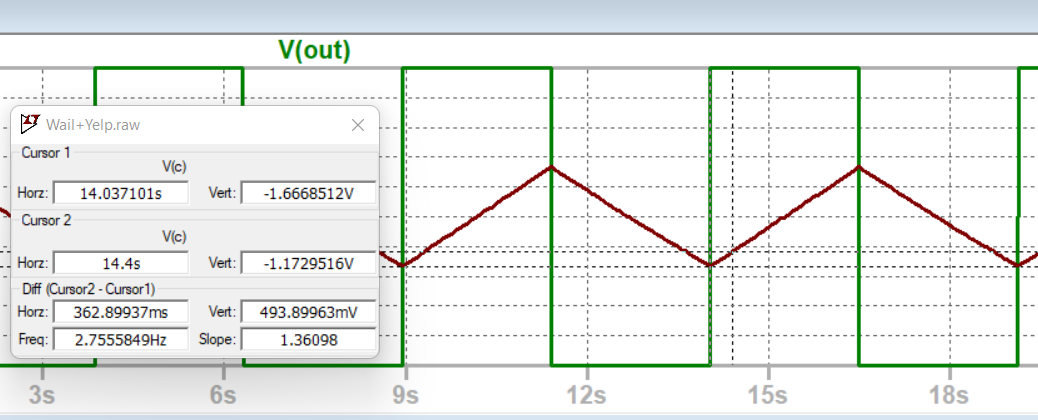 V(out)
Wail+Yelp.raw
Cursor 1
V(c)
Horz: 14.037101s Vert: -1.6668512V
Cursor 2
V(c)
Horz: 14.4s Vert: -1.1729516V
Diff (Cursor2 - Cursor1)
Horz: 362.89937ms Vert: 493.89963mV
Freq: 2.7555849Hz Slope: 1.36098
3s 6s 9s 12s 15s 18s